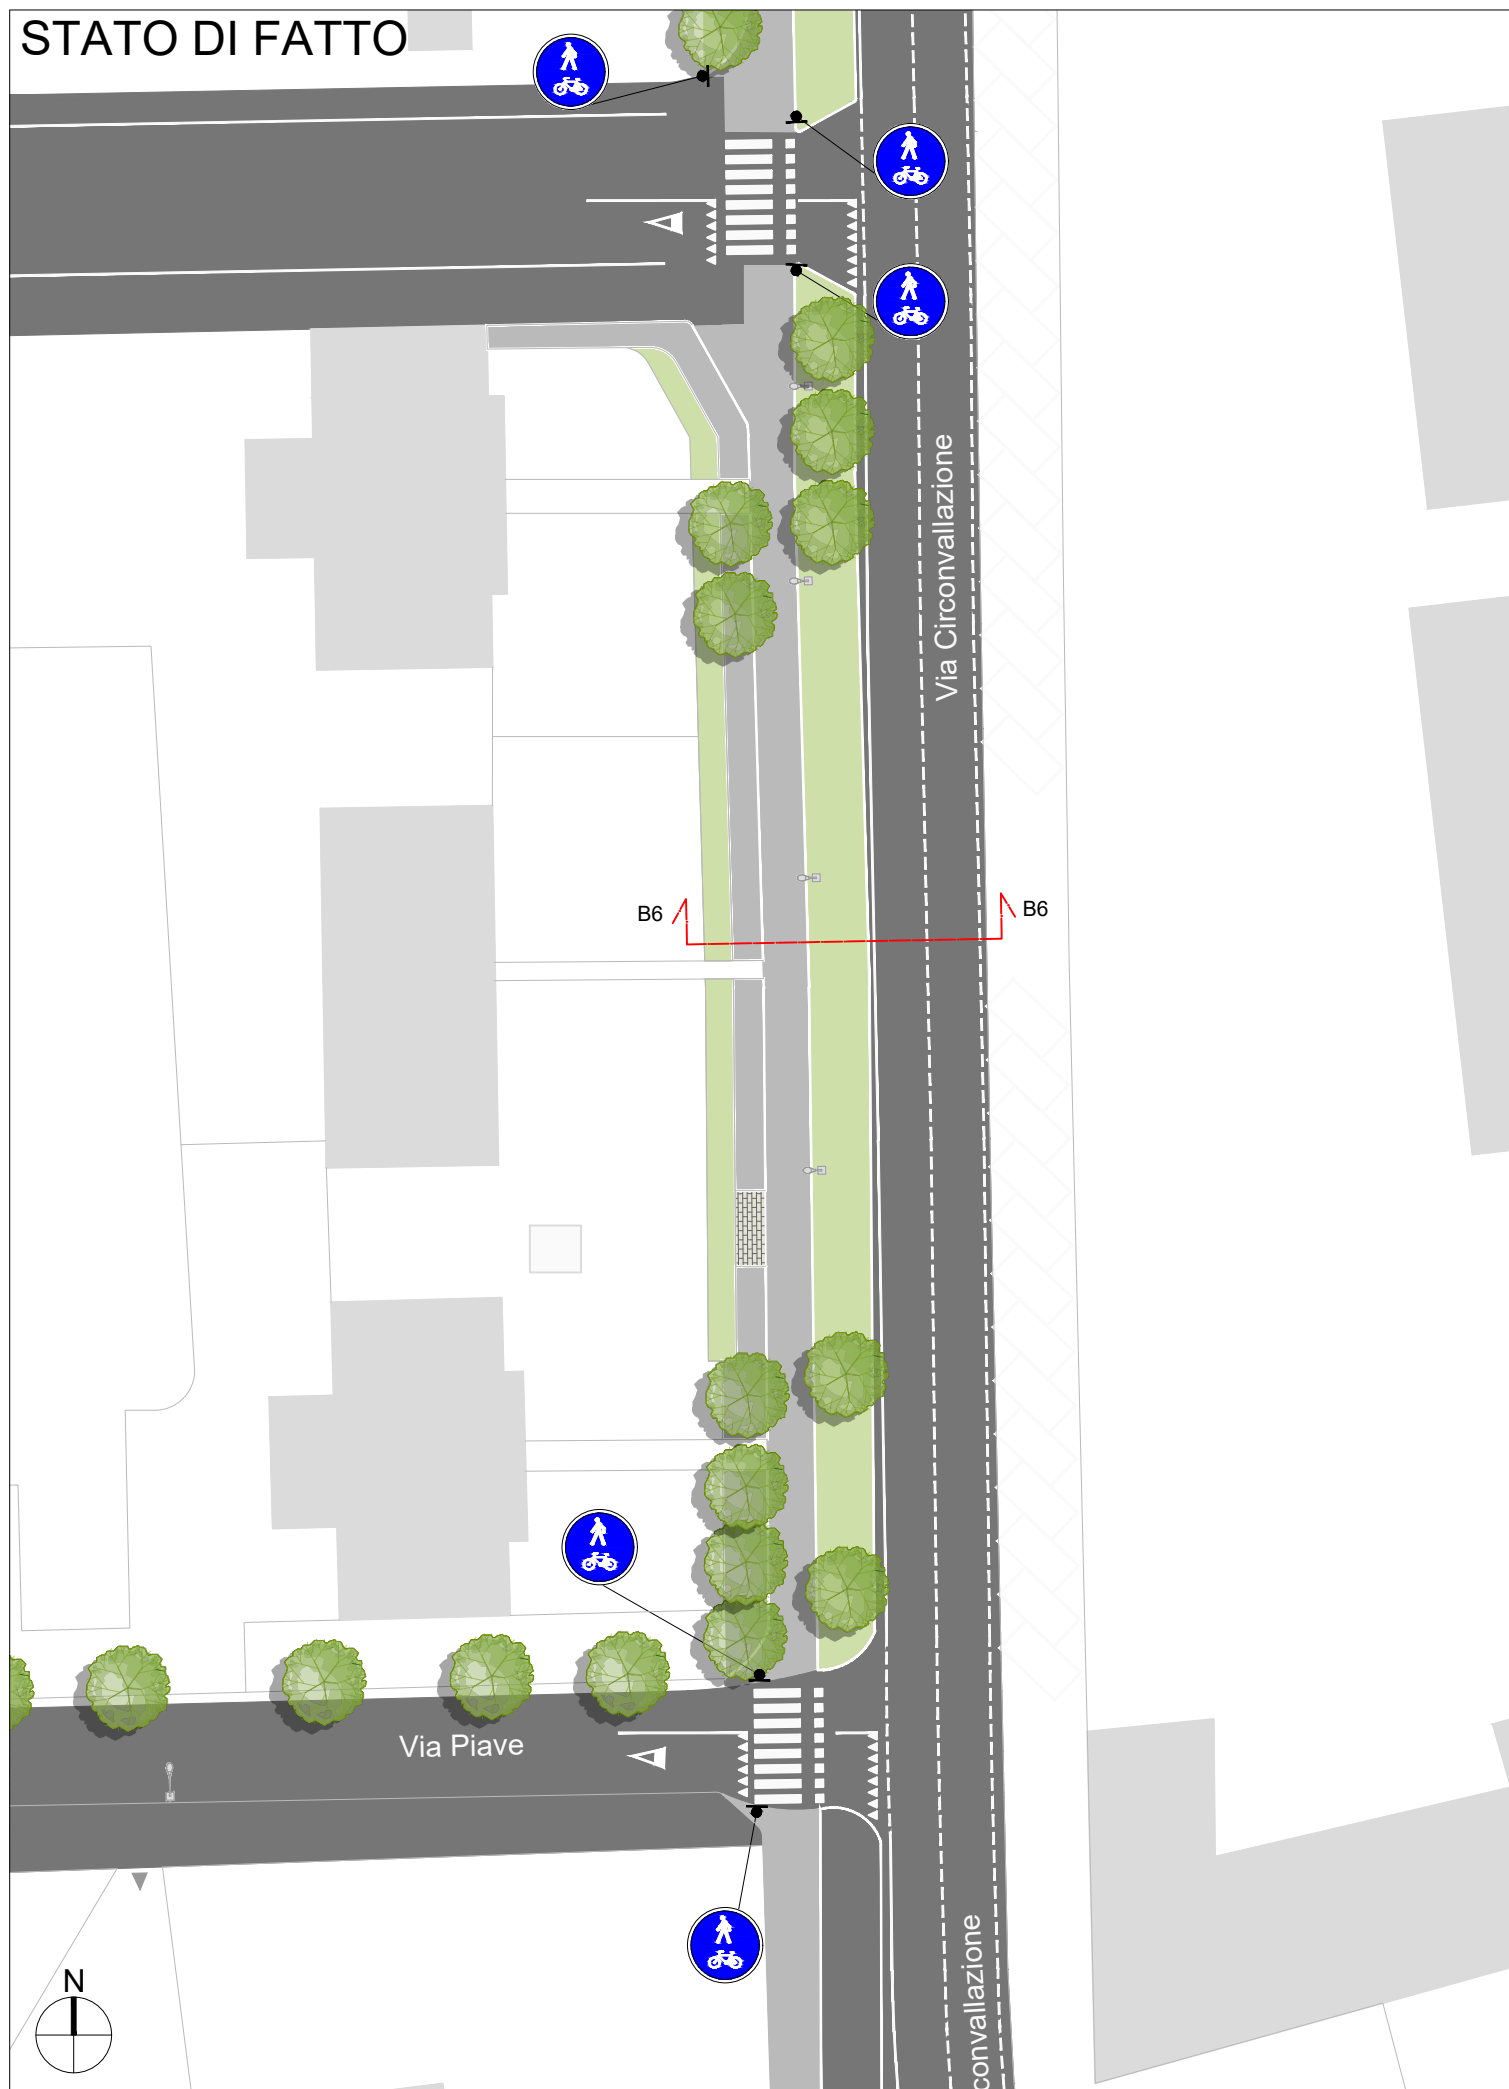 STATO DI FATTO
Via Circonvallazione
B6
B6
Via Piave
convallazione
N